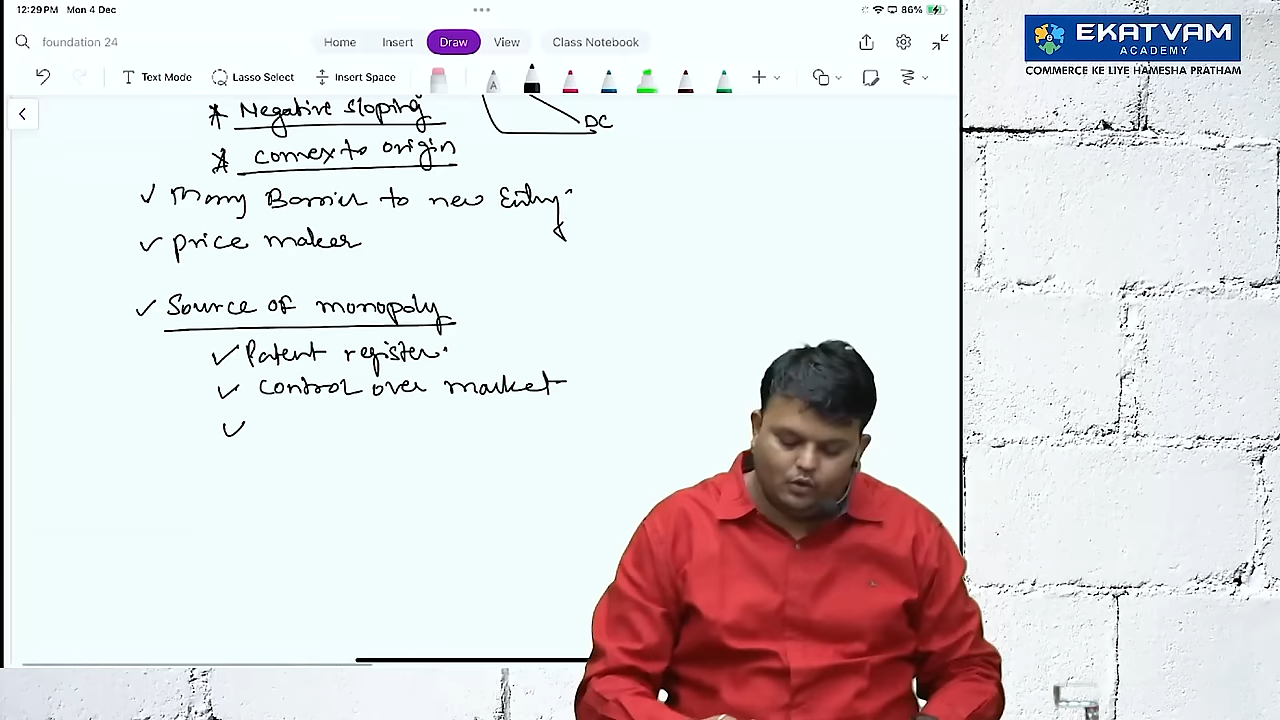 12:29 PM Mon 4 Dec
86%
foundation 24
Home Insert Draw View Class Notebook
Text Mode Lasso Select Insert Space
* Negative sloping
DC
* convex to origin
✓ Many Barrier to new Entry
✓ Price maker
✓ Source of monopoly
✓ Patent register
✓ Control over market
✓
EKATVAM
ACADEMY
COMMERCE KE LIYE HAMESHA PRATHAM